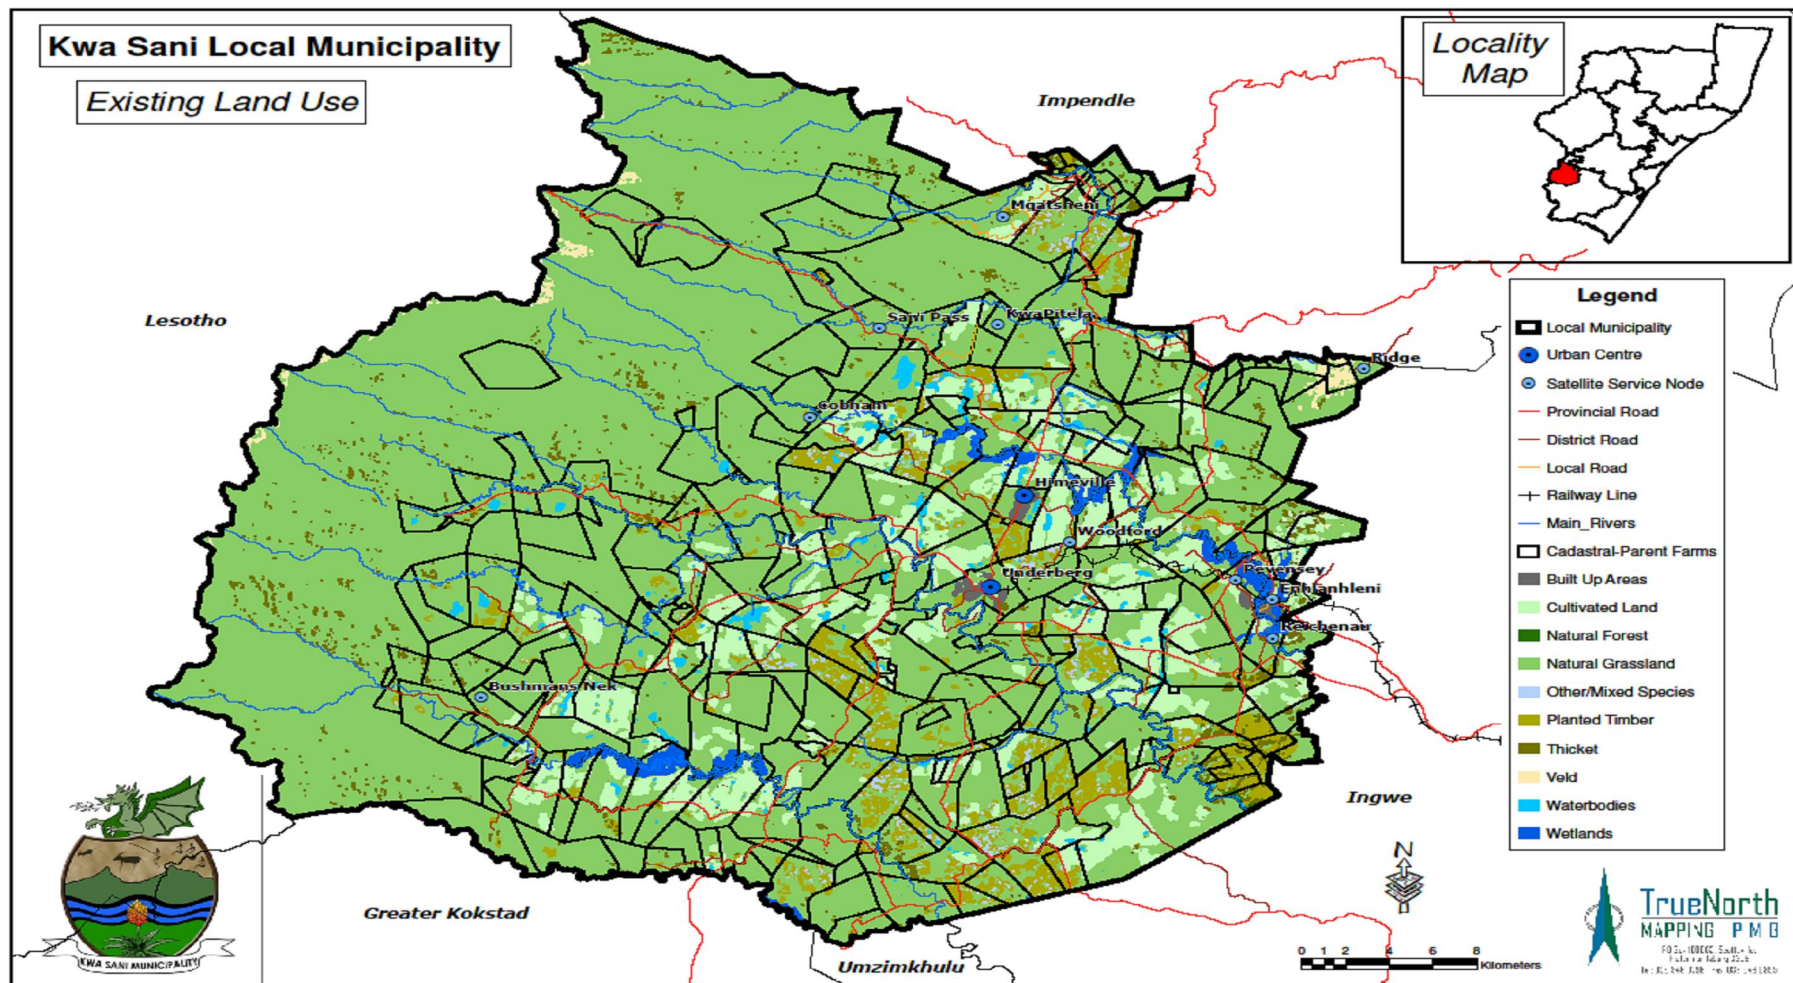 Kwa Sani Local Municipality
Existing Land Use
Locality
Map
Impendle
Lesotho
Mqatsheni
Sani Pass
KwaPitela
Ridge
Cobham
Himeville
Woodford
Underberg
Pevensey
Enhlanhleni
Reichenau
Bushmans Nek
Ingwe
Greater Kokstad
Umzimkhulu
Legend
Local Municipality
Urban Centre
Satellite Service Node
Provincial Road
District Road
Local Road
Railway Line
Main_Rivers
Cadastral-Parent Farms
Built Up Areas
Cultivated Land
Natural Forest
Natural Grassland
Other/Mixed Species
Planted Timber
Thicket
Veld
Waterbodies
Wetlands
N
0 1 2 4 6 8
Kilometers
KWA SANI MUNICIPALITY
TrueNorth
MAPPING PMB